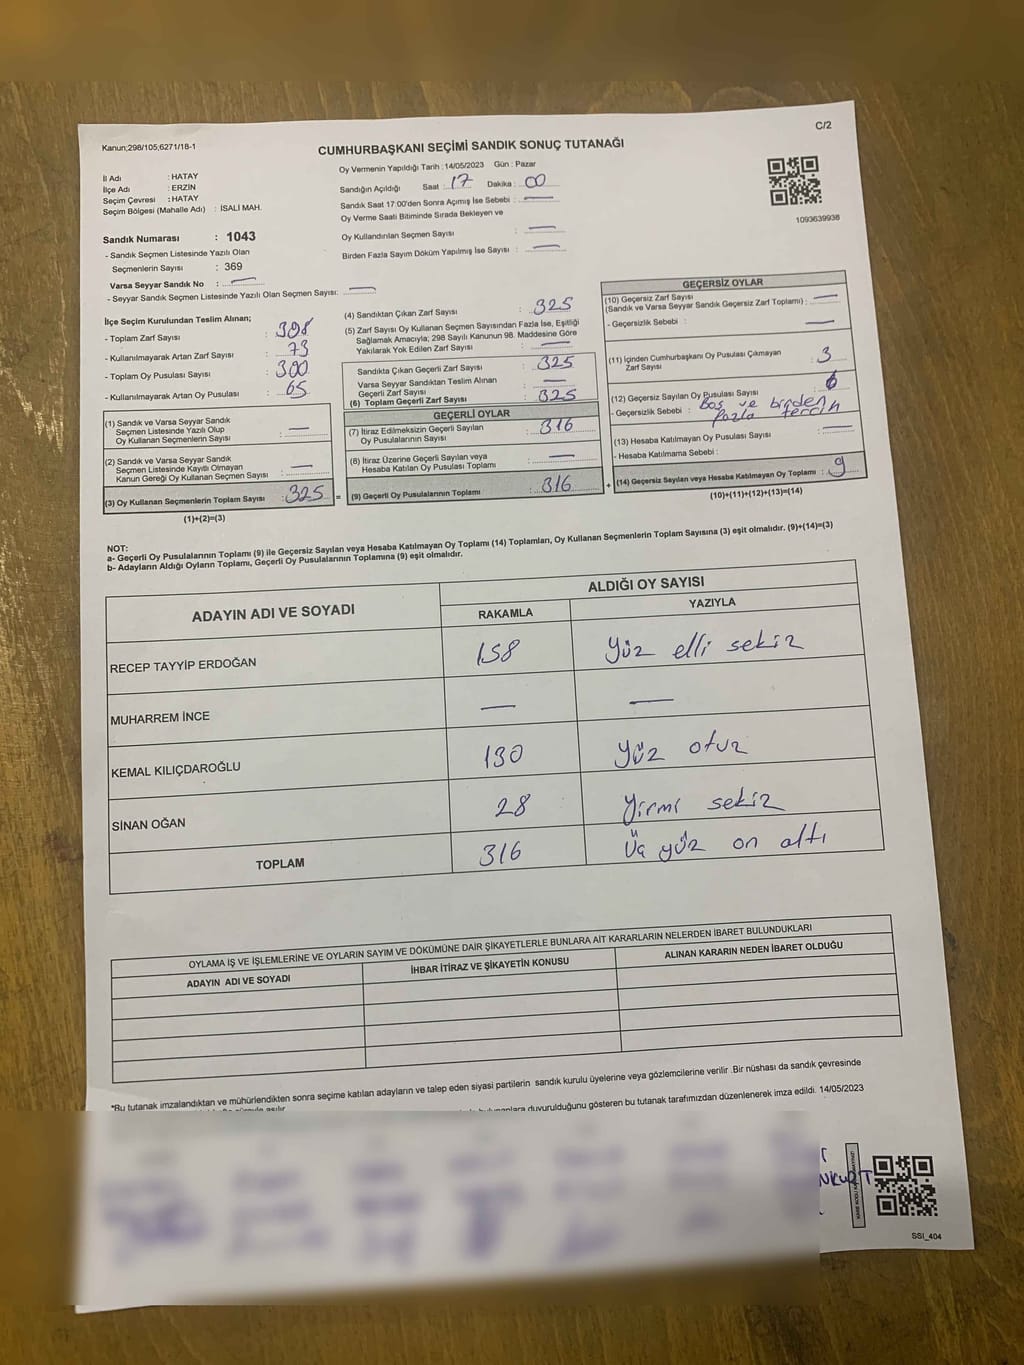 Kanun;298/105;6271/18-1
C/2
CUMHURBAŞKANI SEÇİMİ SANDIK SONUÇ TUTANAĞI
İl Adı : HATAY
İlçe Adı : ERZİN
Seçim Çevresi : HATAY
Seçim Bölgesi (Mahalle Adı) : İSALİ MAH.
Sandık Numarası : 1043
- Sandık Seçmen Listesinde Yazılı Olan
Seçmenlerin Sayısı : 369
Varsa Seyyar Sandık No : —
- Seyyar Sandık Seçmen Listesinde Yazılı Olan Seçmen Sayısı: —
Oy Vermenin Yapıldığı Tarih : 14/05/2023 Gün : Pazar
Sandığın Açıldığı Saat : 17 Dakika : 00
Sandık Saat 17:00'den Sonra Açımış İse Sebebi : —
Oy Verme Saati Bitiminde Sırada Bekleyen ve
Oy Kullandırılan Seçmen Sayısı : —
Birden Fazla Sayım Döküm Yapılmış İse Sayısı : —
1093639938
İlçe Seçim Kurulundan Teslim Alınan;
- Toplam Zarf Sayısı : 398
- Kullanılmayarak Artan Zarf Sayısı : 73
- Toplam Oy Pusulası Sayısı : 300
- Kullanılmayarak Artan Oy Pusulası : 65
(1) Sandık ve Varsa Seyyar Sandık
Seçmen Listesinde Yazılı Olup
Oy Kullanan Seçmenlerin Sayısı : —
(2) Sandık ve Varsa Seyyar Sandık
Seçmen Listesinde Kayıtlı Olmayan
Kanun Gereği Oy Kullanan Seçmen Sayısı : —
(3) Oy Kullanan Seçmenlerin Toplam Sayısı : 325 =
(1)+(2)=(3)
(4) Sandıktan Çıkan Zarf Sayısı : 325
(5) Zarf Sayısı Oy Kullanan Seçmen Sayısından Fazla İse, Eşitliği
Sağlamak Amacıyla; 298 Sayılı Kanunun 98. Maddesine Göre
Yakılarak Yok Edilen Zarf Sayısı : —
Sandıkta Çıkan Geçerli Zarf Sayısı : 325
Varsa Seyyar Sandıktan Teslim Alınan
Geçerli Zarf Sayısı : —
(6) Toplam Geçerli Zarf Sayısı : 325
GEÇERLİ OYLAR
(7) İtiraz Edilmeksizin Geçerli Sayılan
Oy Pusulalarının Sayısı : 316
(8) İtiraz Üzerine Geçerli Sayılan veya
Hesaba Katılan Oy Pusulası Toplamı : —
(9) Geçerli Oy Pusulalarının Toplamı : 316 +
GEÇERSİZ OYLAR
(10) Geçersiz Zarf Sayısı
(Sandık ve Varsa Seyyar Sandık Geçersiz Zarf Toplamı) : —
- Geçersizlik Sebebi : —
(11) İçinden Cumhurbaşkanı Oy Pusulası Çıkmayan
Zarf Sayısı : 3
(12) Geçersiz Sayılan Oy Pusulası Sayısı : 6
- Geçersizlik Sebebi : Boş ve birden
fazla tercih
(13) Hesaba Katılmayan Oy Pusulası Sayısı : —
- Hesaba Katılmama Sebebi :
(14) Geçersiz Sayılan veya Hesaba Katılmayan Oy Toplamı : 9
(10)+(11)+(12)+(13)=(14)
NOT:
a- Geçerli Oy Pusulalarının Toplamı (9) ile Geçersiz Sayılan veya Hesaba Katılmayan Oy Toplamı (14) Toplamları, Oy Kullanan Seçmenlerin Toplam Sayısına (3) eşit olmalıdır. (9)+(14)=(3)
b- Adayların Aldığı Oyların Toplamı, Geçerli Oy Pusulalarının Toplamına (9) eşit olmalıdır.
ADAYIN ADI VE SOYADI
ALDIĞI OY SAYISI
RAKAMLA YAZIYLA
RECEP TAYYİP ERDOĞAN 158 Yüz elli sekiz
MUHARREM İNCE — —
KEMAL KILIÇDAROĞLU 130 Yüz otuz
SİNAN OĞAN 28 Yirmi sekiz
TOPLAM 316 Üç yüz on altı
OYLAMA İŞ VE İŞLEMLERİNE VE OYLARIN SAYIM VE DÖKÜMÜNE DAİR ŞİKAYETLERLE BUNLARA AİT KARARLARIN NELERDEN İBARET BULUNDUKLARI
ADAYIN ADI VE SOYADI İHBAR İTİRAZ VE ŞİKAYETİN KONUSU ALINAN KARARIN NEDEN İBARET OLDUĞU
*Bu tutanak imzalandıktan ve mühürlendikten sonra seçime katılan adayların ve talep eden siyasi partilerin sandık kurulu üyelerine veya gözlemcilerine verilir .Bir nüshası da sandık çevresinde
duyurulduğunu gösteren bu tutanak tarafımızdan düzenlenerek imza edildi. 14/05/2023
SSI_404